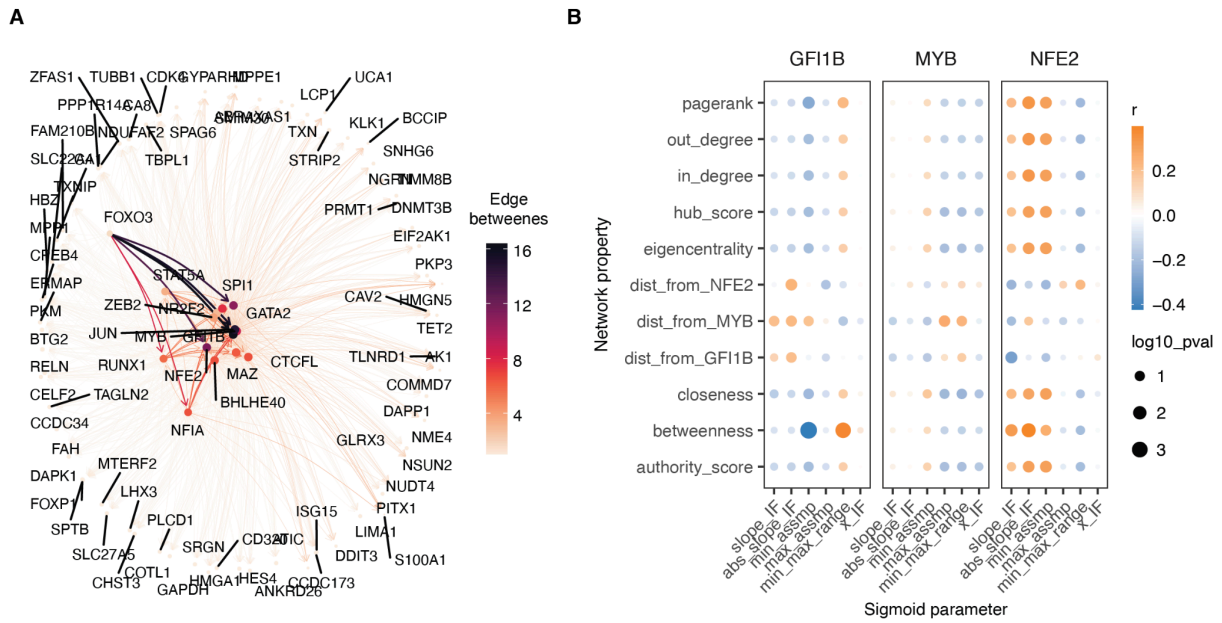 A
ZFAS1
TUBB1
CDK6
PPP1R14A
CA8
FAM210B
NDUFAF2
SPAG6
SLC22A4
CA1
TBPL1
TXNIP
HBZ
MPP1
CREB4
ERMAP
PKM
BTG2
RELN
CELF2
TAGLN2
CCDC34
FAH
MTERF2
DAPK1
FOXP1
LHX3
SPTB
PLCD1
SLC27A5
SRGN
CHST3
COTL1
GAPDH
HMGA1
HES4
ANKRD26
CCDC173
ISG15
DDIT3
LIMA1
S100A1
PITX1
NUDT4
NSUN2
GLRX3
NME4
DAPP1
COMMD7
TLNRD1
AK1
TET2
CAV2
HMGN5
PKP3
EIF2AK1
PRMT1
DNMT3B
SNHG6
KLK1
BCCIP
STRIP2
TXN
LCP1
UCA1
MPPE1
FOXO3
STAT5A
SPI1
ZEB2
NR2F2
GATA2
JUN
MYB
GFI1B
RUNX1
NFE2
MAZ
CTCFL
BHLHE40
NFIA
Edge
betweenes
16
12
8
4
B
GFI1B
MYB
NFE2
Network property
pagerank
out_degree
in_degree
hub_score
eigencentrality
dist_from_NFE2
dist_from_MYB
dist_from_GFI1B
closeness
betweenness
authority_score
slope_IF
abs_slope_IF
min_assmp
max_assmp
min_max_range
x_IF
slope_IF
abs_slope_IF
min_assmp
max_assmp
min_max_range
x_IF
slope_IF
abs_slope_IF
min_assmp
max_assmp
min_max_range
x_IF
Sigmoid parameter
r
0.2
0.0
−0.2
−0.4
log10_pval
1
2
3